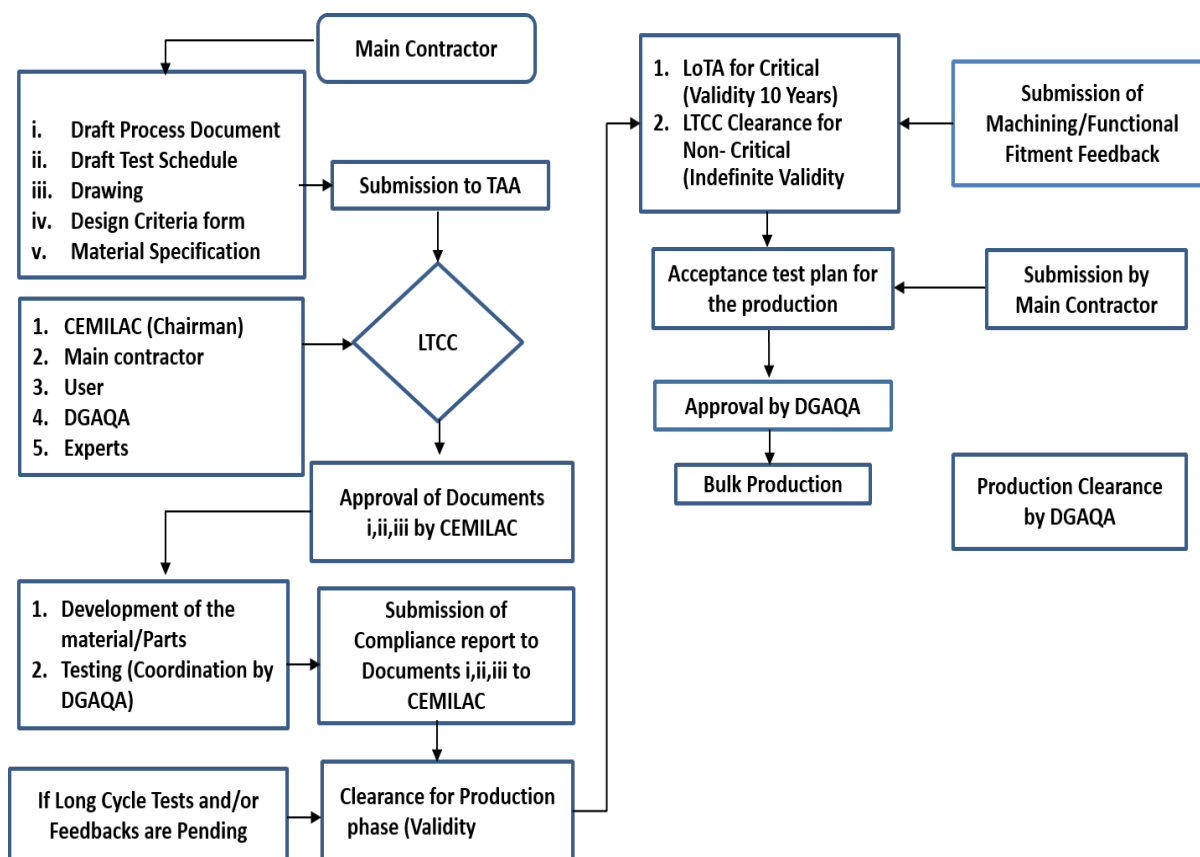 Main Contractor
i. Draft Process Document
ii. Draft Test Schedule
iii. Drawing
iv. Design Criteria form
v. Material Specification
Submission to TAA
1. CEMILAC (Chairman)
2. Main contractor
3. User
4. DGAQA
5. Experts
LTCC
Approval of Documents
i,ii,iii by CEMILAC
1. Development of the
material/Parts
2. Testing (Coordination by
DGAQA)
Submission of
Compliance report to
Documents i,ii,iii to
CEMILAC
If Long Cycle Tests and/or
Feedbacks are Pending
Clearance for Production
phase (Validity
1. LoTA for Critical
(Validity 10 Years)
2. LTCC Clearance for
Non- Critical
(Indefinite Validity
Submission of
Machining/Functional
Fitment Feedback
Acceptance test plan for
the production
Submission by
Main Contractor
Approval by DGAQA
Bulk Production
Production Clearance
by DGAQA